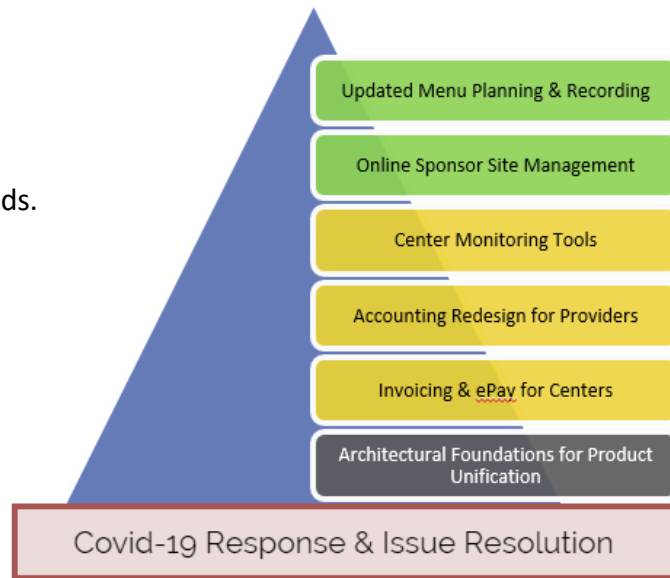 Updated Menu Planning & Recording
Online Sponsor Site Management
ds.
Center Monitoring Tools
Accounting Redesign for Providers
Invoicing & ePay for Centers
Architectural Foundations for Product
Unification
Covid-19 Response & Issue Resolution